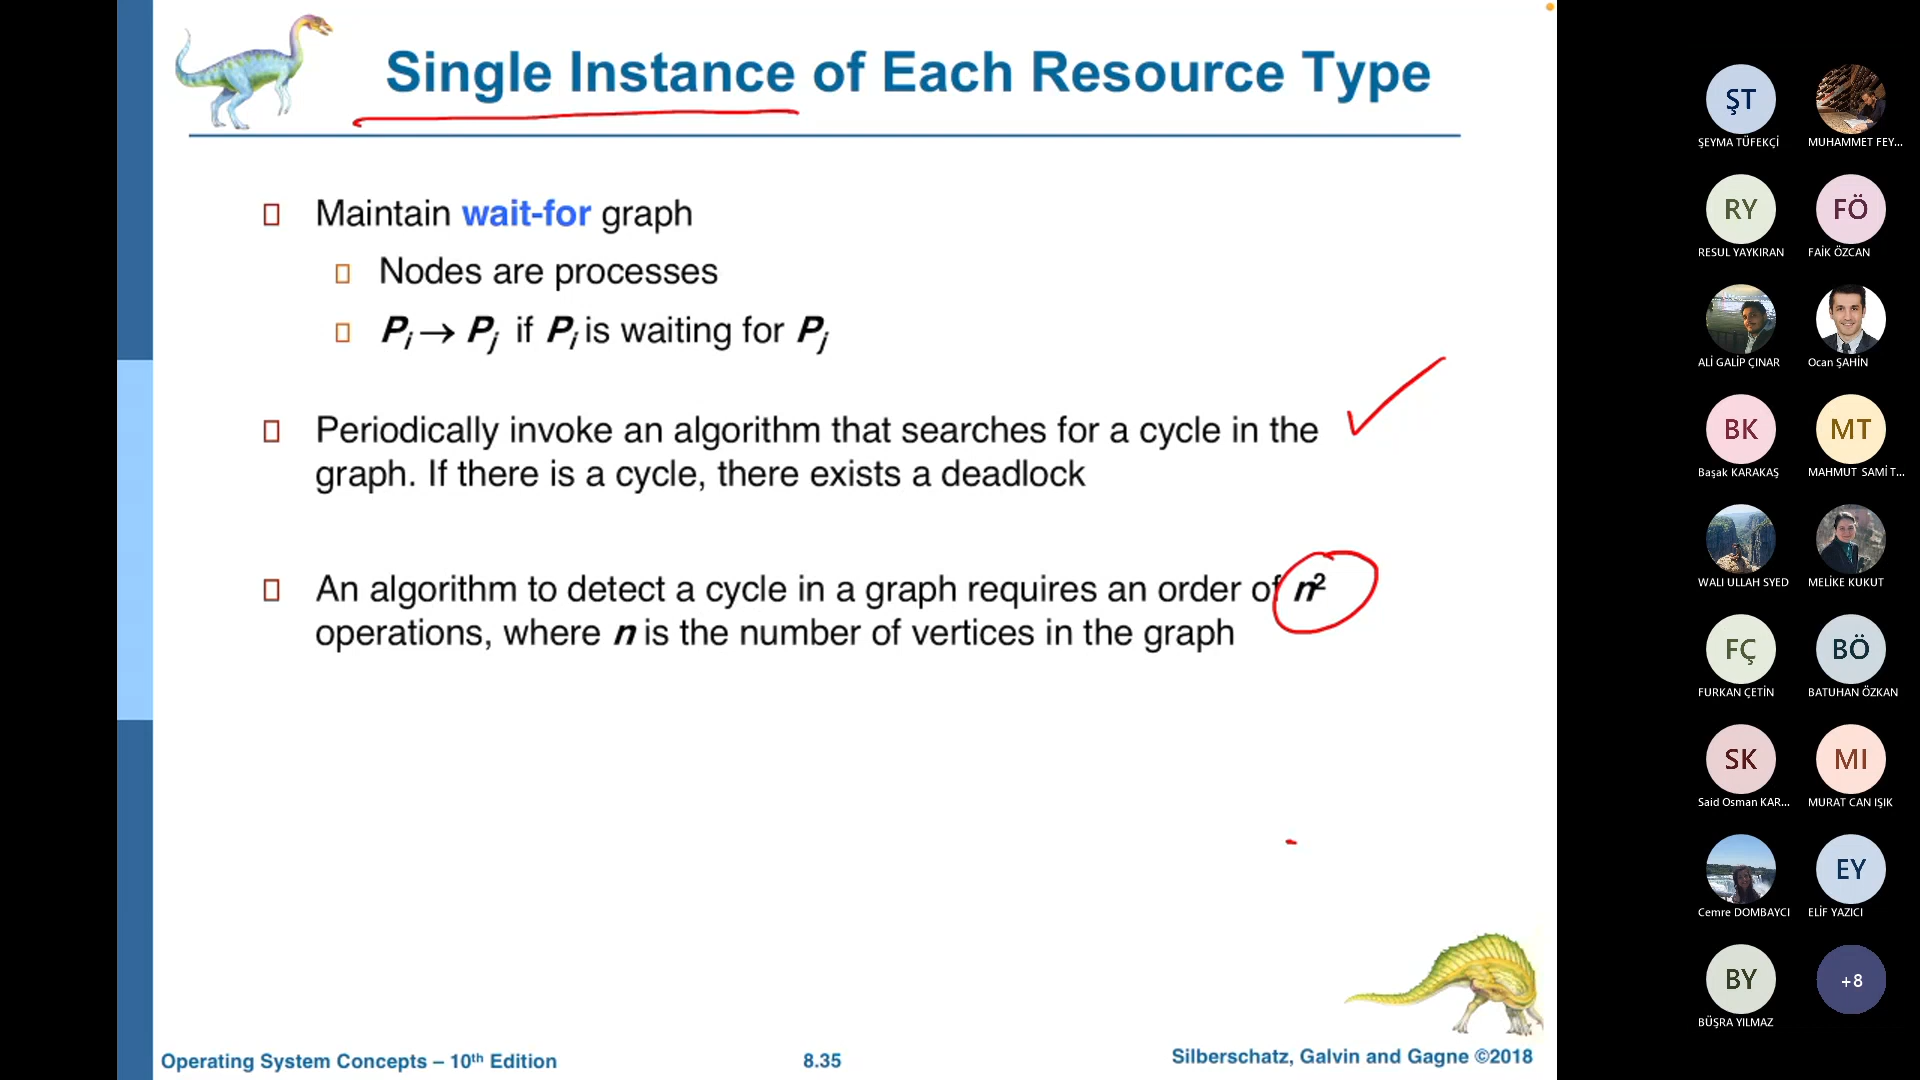 Single Instance of Each Resource Type
Maintain wait-for graph
Nodes are processes
Pi → Pj if Pi is waiting for Pj
Periodically invoke an algorithm that searches for a cycle in the
graph. If there is a cycle, there exists a deadlock
An algorithm to detect a cycle in a graph requires an order of n²
operations, where n is the number of vertices in the graph
Operating System Concepts – 10th Edition
8.35
Silberschatz, Galvin and Gagne ©2018
ŞT
ŞEYMA TÜFEKÇİ
MUHAMMET FEY...
RY
RESUL YAYKIRAN
FÖ
FAİK ÖZCAN
ALİ GALİP ÇINAR
Ocan ŞAHİN
BK
Başak KARAKAŞ
MT
MAHMUT SAMİ T...
WALI ULLAH SYED
MELİKE KUKUT
FÇ
FURKAN ÇETİN
BÖ
BATUHAN ÖZKAN
SK
Said Osman KAR...
MI
MURAT CAN IŞIK
Cemre DOMBAYCI
EY
ELİF YAZICI
BY
BÜŞRA YILMAZ
+8